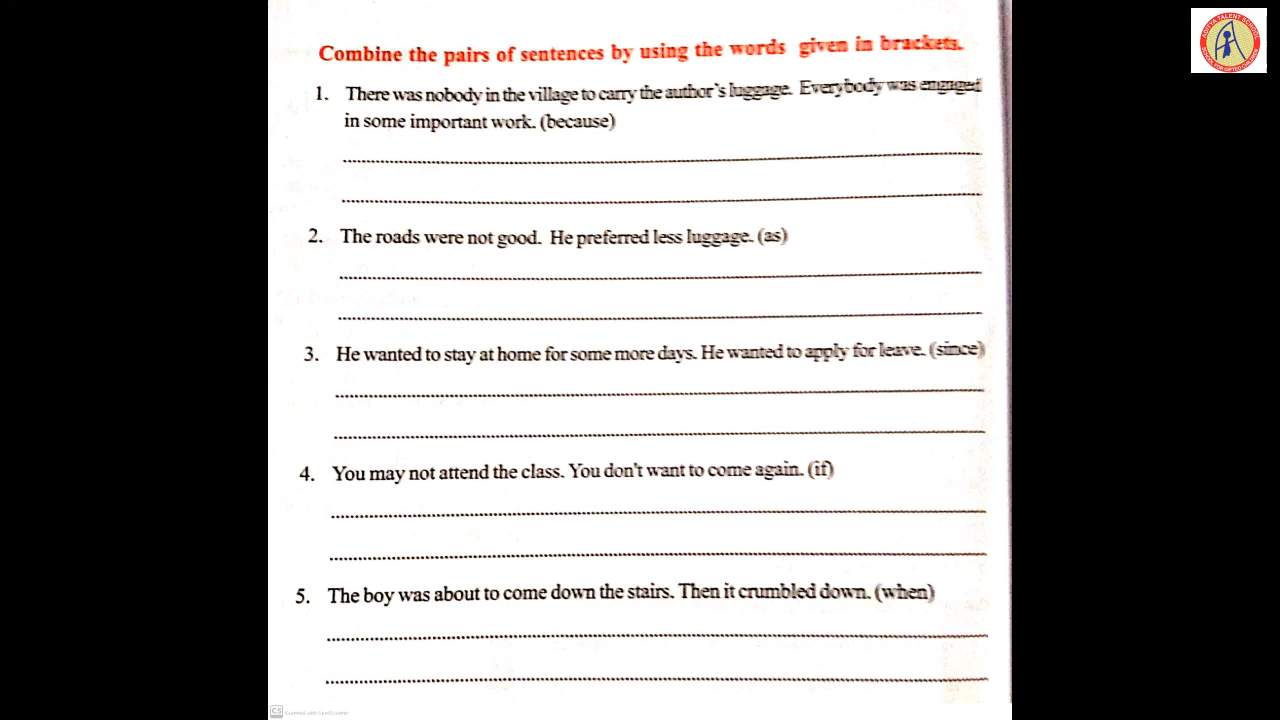 Combine the pairs of sentences by using the words given in brackets.
1. There was nobody in the village to carry the author's luggage. Everybody was engaged
in some important work. (because)
2. The roads were not good. He preferred less luggage. (as)
3. He wanted to stay at home for some more days. He wanted to apply for leave. (since)
4. You may not attend the class. You don't want to come again. (if)
5. The boy was about to come down the stairs. Then it crumbled down. (when)
CS Scanned with CamScanner